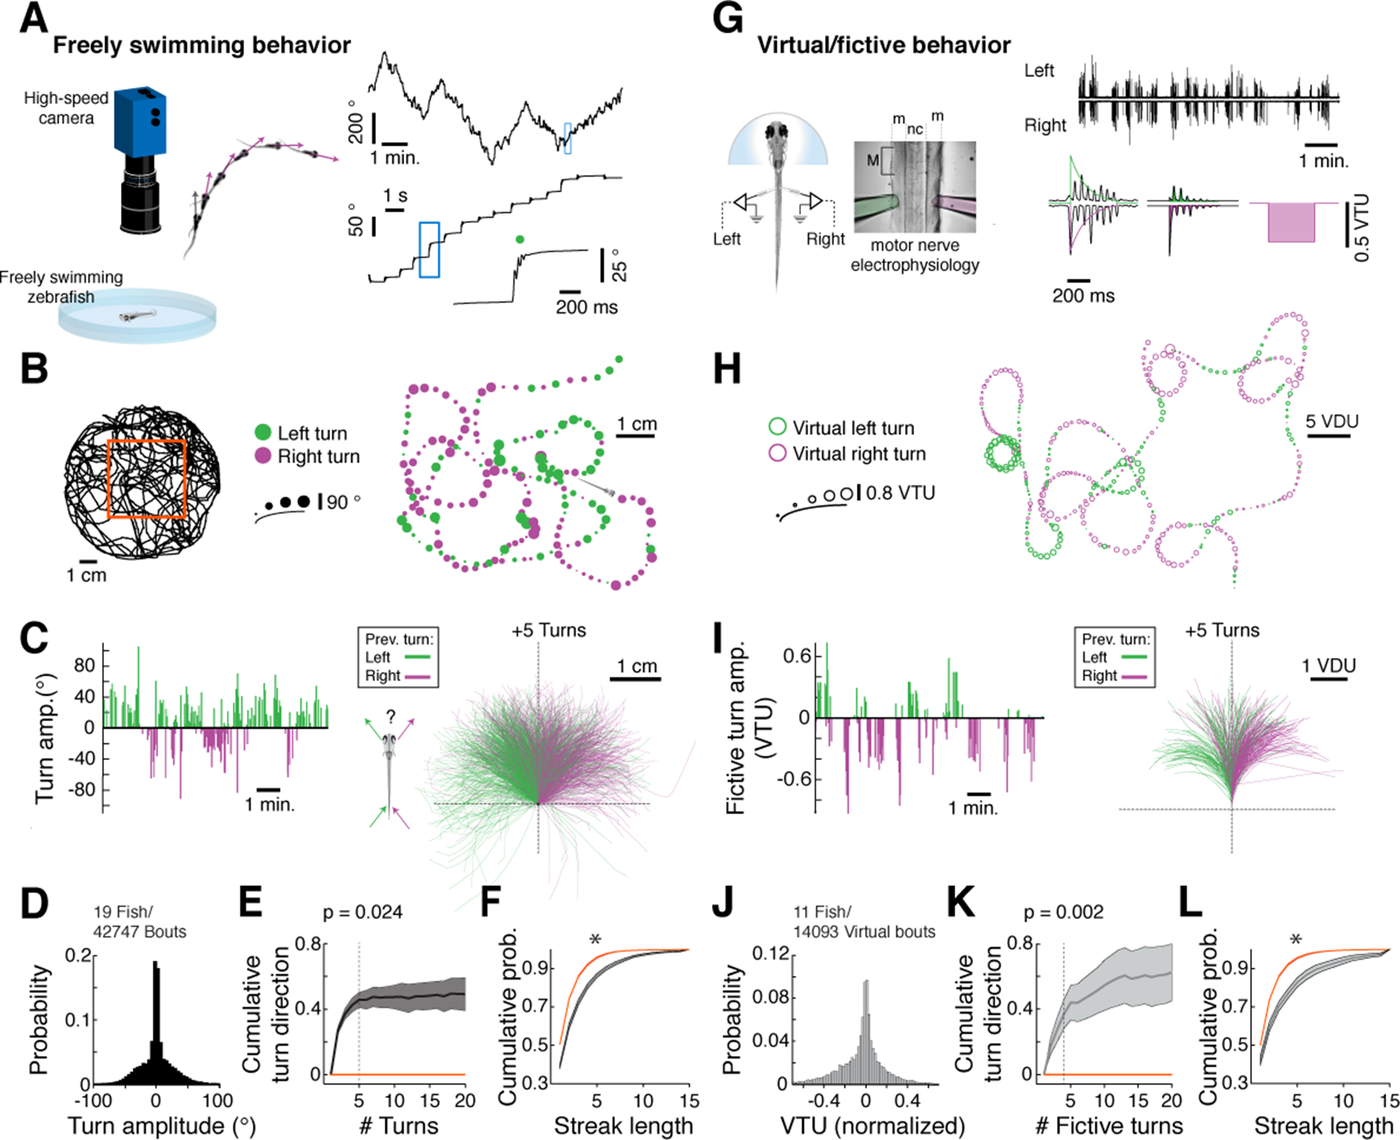 A
Freely swimming behavior
High-speed
camera
200 °
1 min.
1 s
50 °
25 °
200 ms
Freely swimming
zebrafish
B
Left turn
Right turn
90 °
1 cm
1 cm
C
Turn amp.(°)
80
40
0
-40
-80
1 min.
Prev. turn:
Left
Right
?
+5 Turns
1 cm
D
19 Fish/
42747 Bouts
Probability
0.2
0.1
0
-100
0
100
Turn amplitude (°)
E
p = 0.024
Cumulative
turn direction
0.8
0.4
0
5
10
15
20
# Turns
F
*
Cumulative prob.
0.9
0.7
0.5
0.3
5
10
15
Streak length
G
Virtual/fictive behavior
Left
Right
m
nc
m
M
Left
Right
motor nerve
electrophysiology
Left
Right
1 min.
0.5 VTU
200 ms
H
Virtual left turn
Virtual right turn
0.8 VTU
5 VDU
I
Fictive turn amp.
(VTU)
0.6
0
-0.6
1 min.
Prev. turn:
Left
Right
+5 Turns
1 VDU
J
11 Fish/
14093 Virtual bouts
Probability
0.12
0.08
0.04
0
-0.4
0
0.4
VTU (normalized)
K
p = 0.002
Cumulative
turn direction
0.8
0.4
0
5
10
15
20
# Fictive turns
L
*
Cumulative prob.
0.9
0.7
0.5
0.3
5
10
15
Streak length